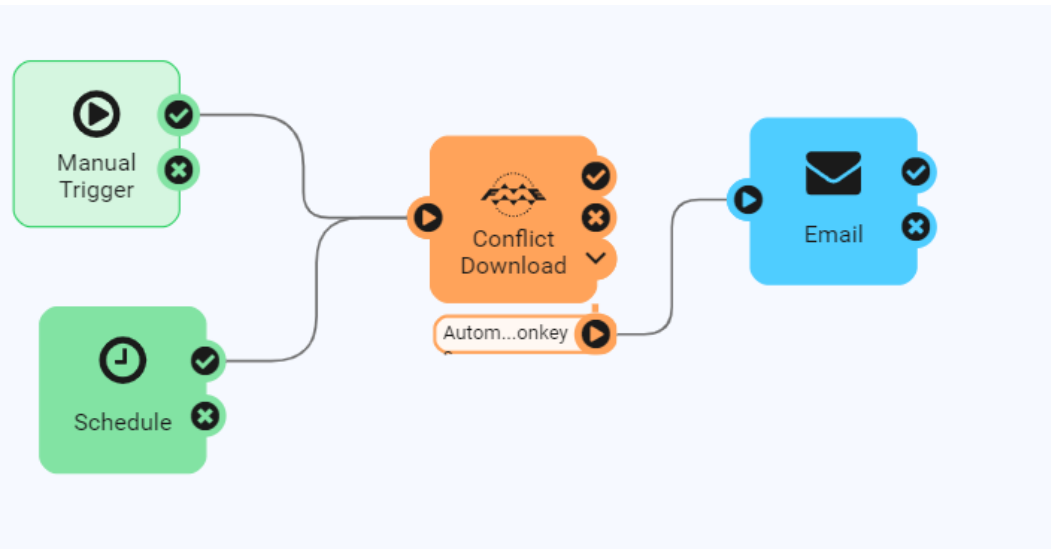 Manual
Trigger
FME
Conflict
Download
Autom...onkey
Email
Schedule